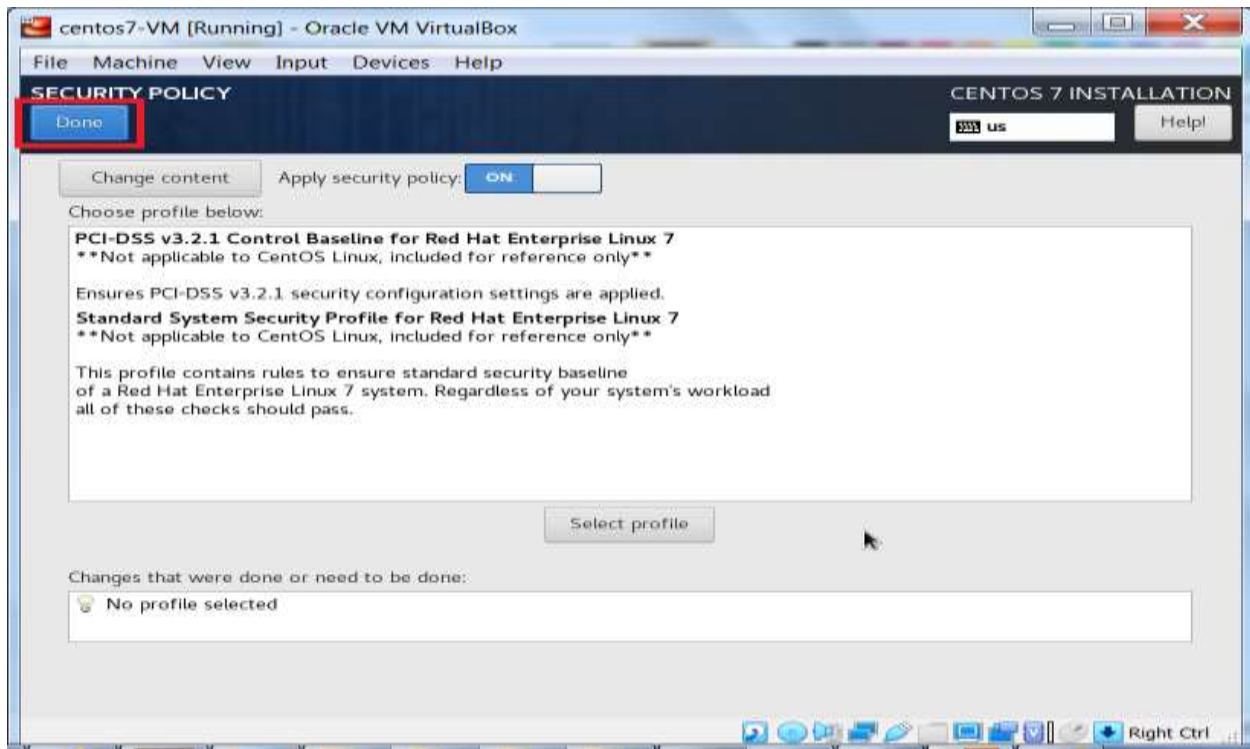 centos7-VM [Running] - Oracle VM VirtualBox
File Machine View Input Devices Help
SECURITY POLICY
CENTOS 7 INSTALLATION
Done
us
Help!
Change content
Apply security policy: ON
Choose profile below:
PCI-DSS v3.2.1 Control Baseline for Red Hat Enterprise Linux 7
**Not applicable to CentOS Linux, included for reference only**
Ensures PCI-DSS v3.2.1 security configuration settings are applied.
Standard System Security Profile for Red Hat Enterprise Linux 7
**Not applicable to CentOS Linux, included for reference only**
This profile contains rules to ensure standard security baseline
of a Red Hat Enterprise Linux 7 system. Regardless of your system's workload
all of these checks should pass.
Select profile
Changes that were done or need to be done:
No profile selected
Right Ctrl